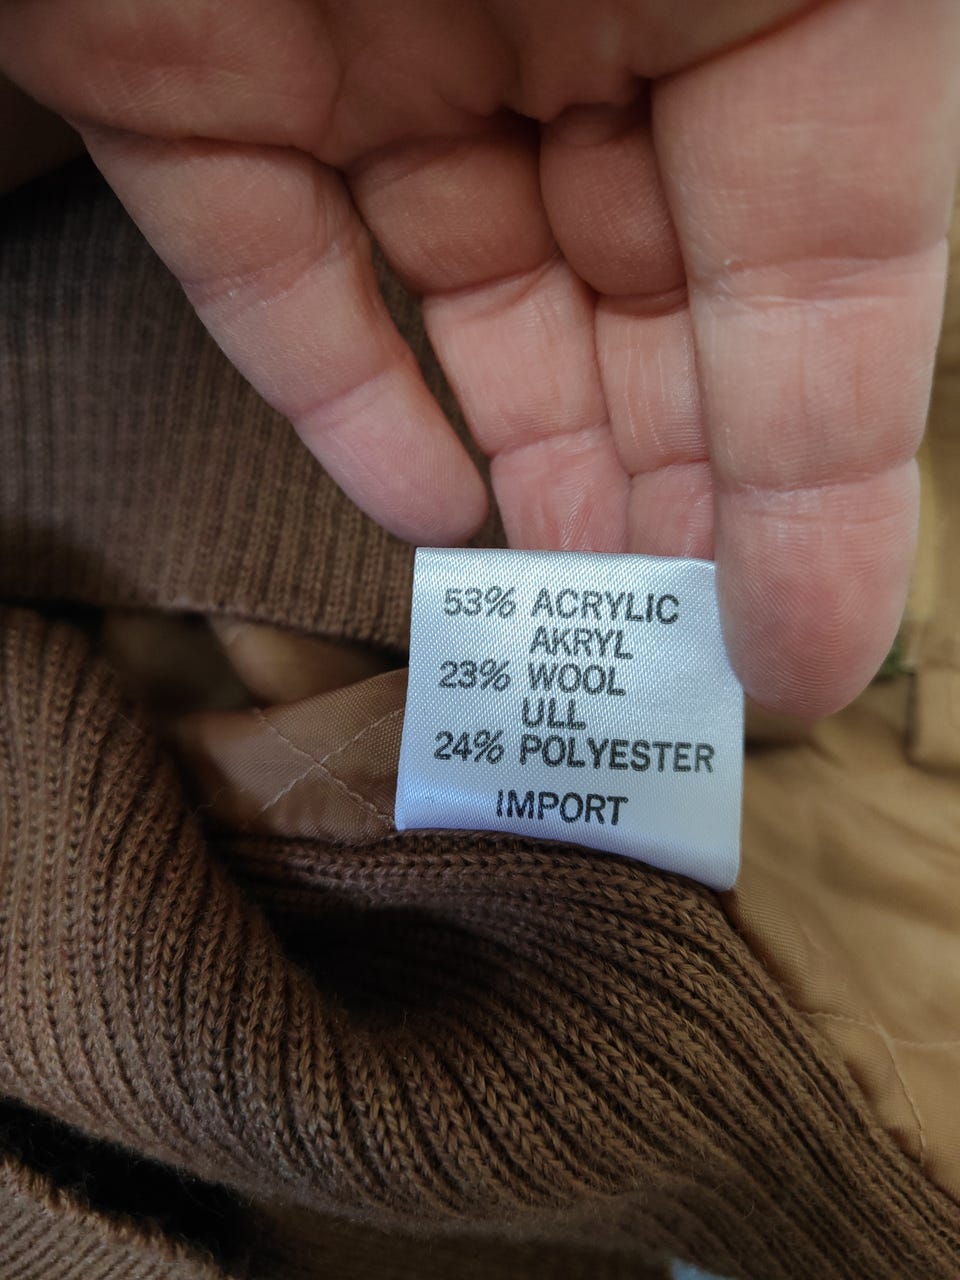 53% ACRYLIC
AKRYL
23% WOOL
ULL
24% POLYESTER
IMPORT